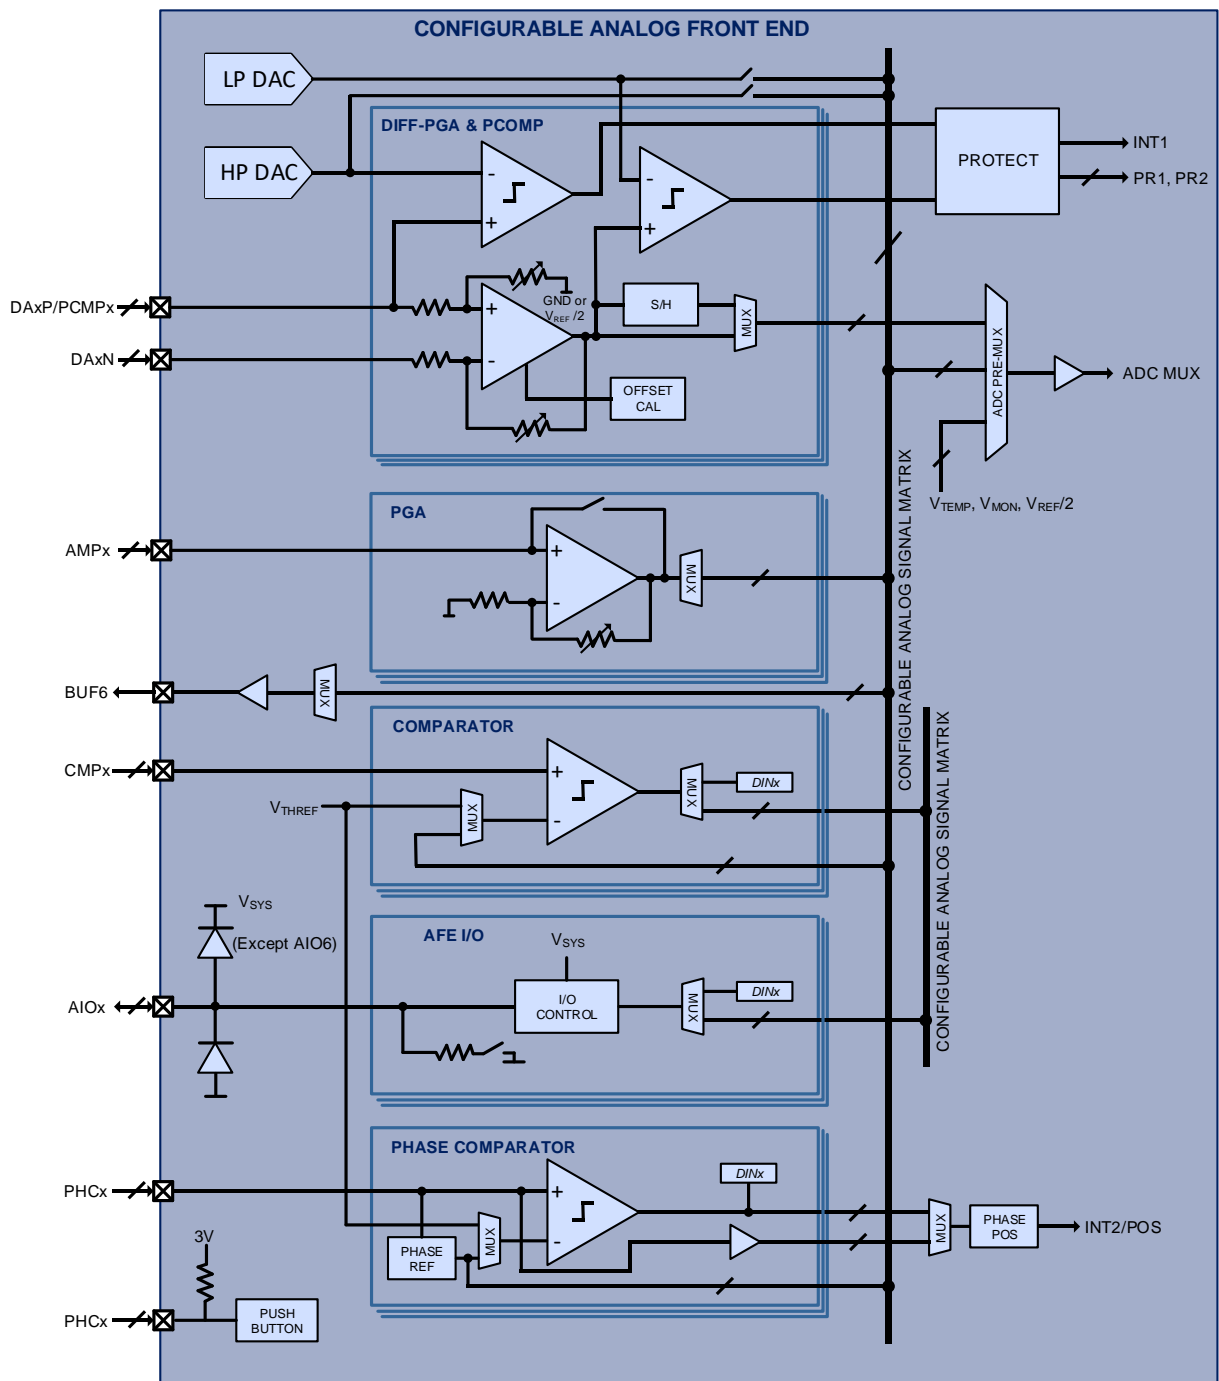 CONFIGURABLE ANALOG FRONT END
LP DAC
HP DAC
DIFF-PGA & PCOMP
-
+
-
+
PROTECT
INT1
PR1, PR2
DAxP/PCMPx
DAxN
+
-
GND or
VREF /2
S/H
MUX
OFFSET
CAL
ADC PRE-MUX
ADC MUX
VTEMP, VMON, VREF/2
CONFIGURABLE ANALOG SIGNAL MATRIX
PGA
AMPx
+
-
MUX
BUF6
MUX
COMPARATOR
CMPx
+
-
VTHREF
MUX
MUX
DINx
CONFIGURABLE ANALOG SIGNAL MATRIX
AFE I/O
VSYS
(Except AIO6)
VSYS
AIOx
I/O
CONTROL
MUX
DINx
PHASE COMPARATOR
PHCx
+
-
DINx
PHASE
REF
MUX
MUX
PHASE
POS
INT2/POS
3V
PHCx
PUSH
BUTTON